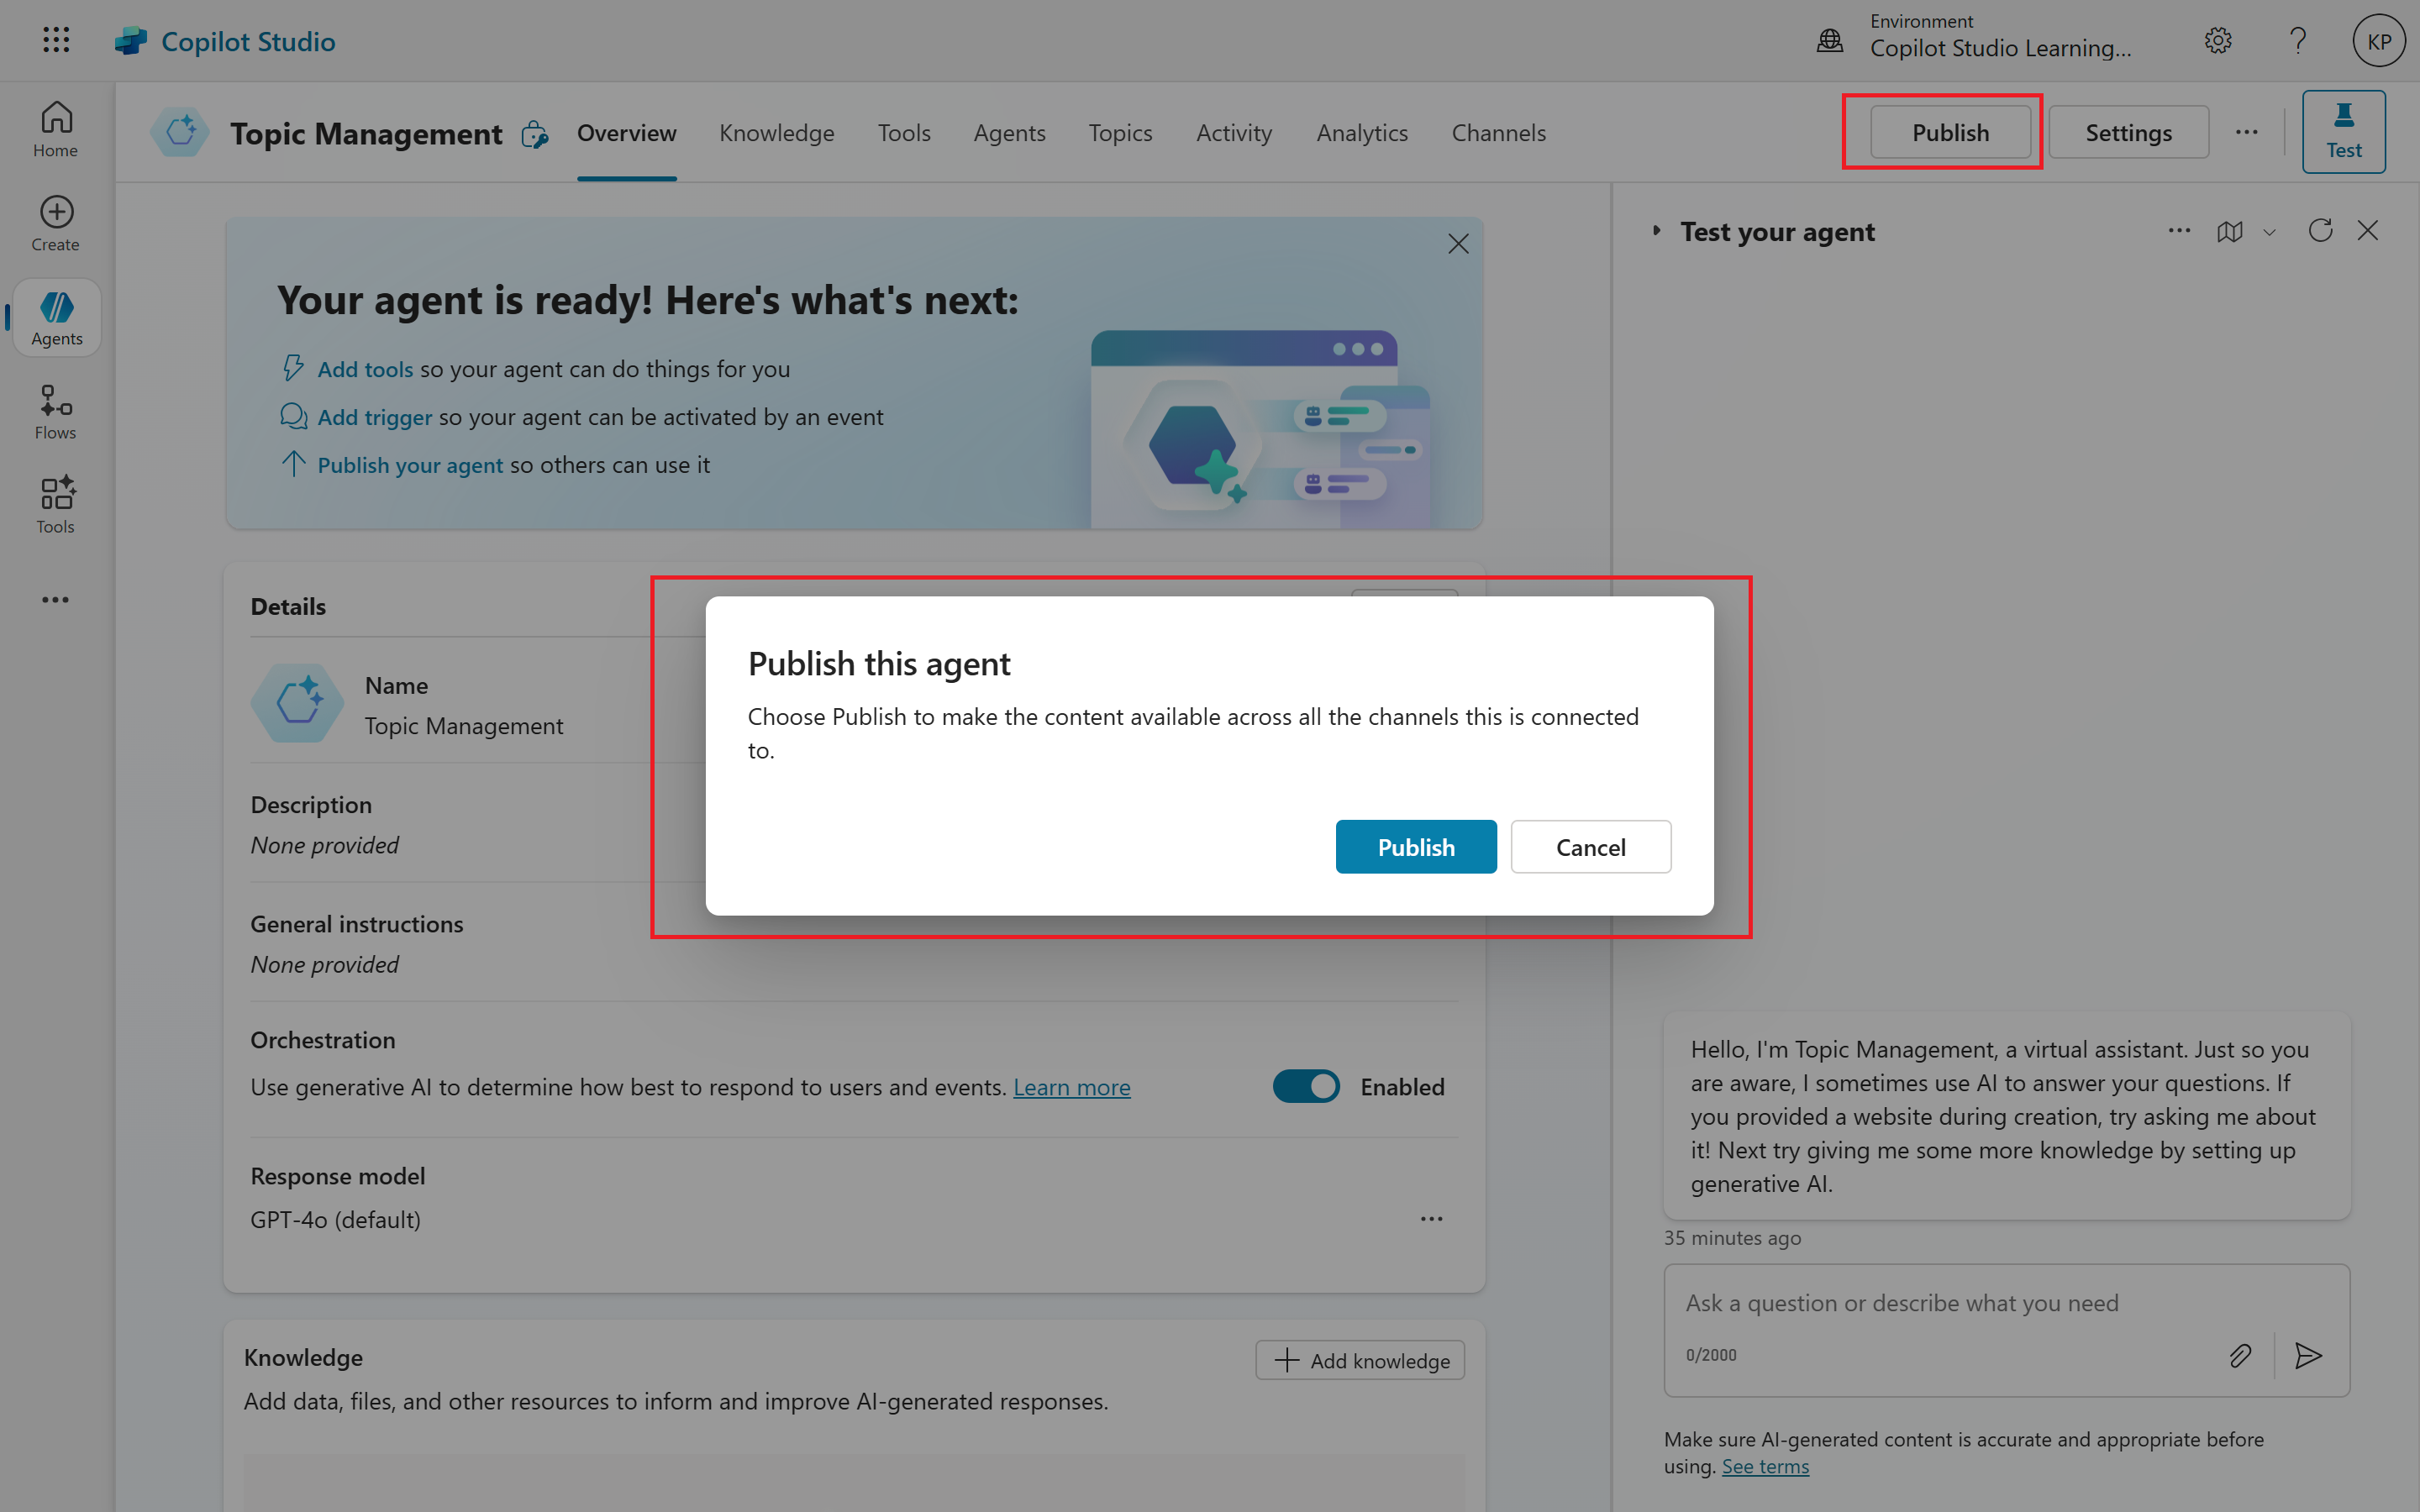 Copilot Studio
Environment
Copilot Studio Learning...
KP
Home
Create
Agents
Flows
Tools
Topic Management
Overview
Knowledge
Tools
Agents
Topics
Activity
Analytics
Channels
Publish
Settings
Test
Your agent is ready! Here's what's next:
Add tools so your agent can do things for you
Add trigger so your agent can be activated by an event
Publish your agent so others can use it
Details
Name
Topic Management
Description
None provided
General instructions
None provided
Orchestration
Use generative AI to determine how best to respond to users and events. Learn more
Enabled
Response model
GPT-4o (default)
Knowledge
Add knowledge
Add data, files, and other resources to inform and improve AI-generated responses.
Publish this agent
Choose Publish to make the content available across all the channels this is connected
to.
Publish
Cancel
Test your agent
Hello, I'm Topic Management, a virtual assistant. Just so you
are aware, I sometimes use AI to answer your questions. If
you provided a website during creation, try asking me about
it! Next try giving me some more knowledge by setting up
generative AI.
35 minutes ago
Ask a question or describe what you need
0/2000
Make sure AI-generated content is accurate and appropriate before
using. See terms